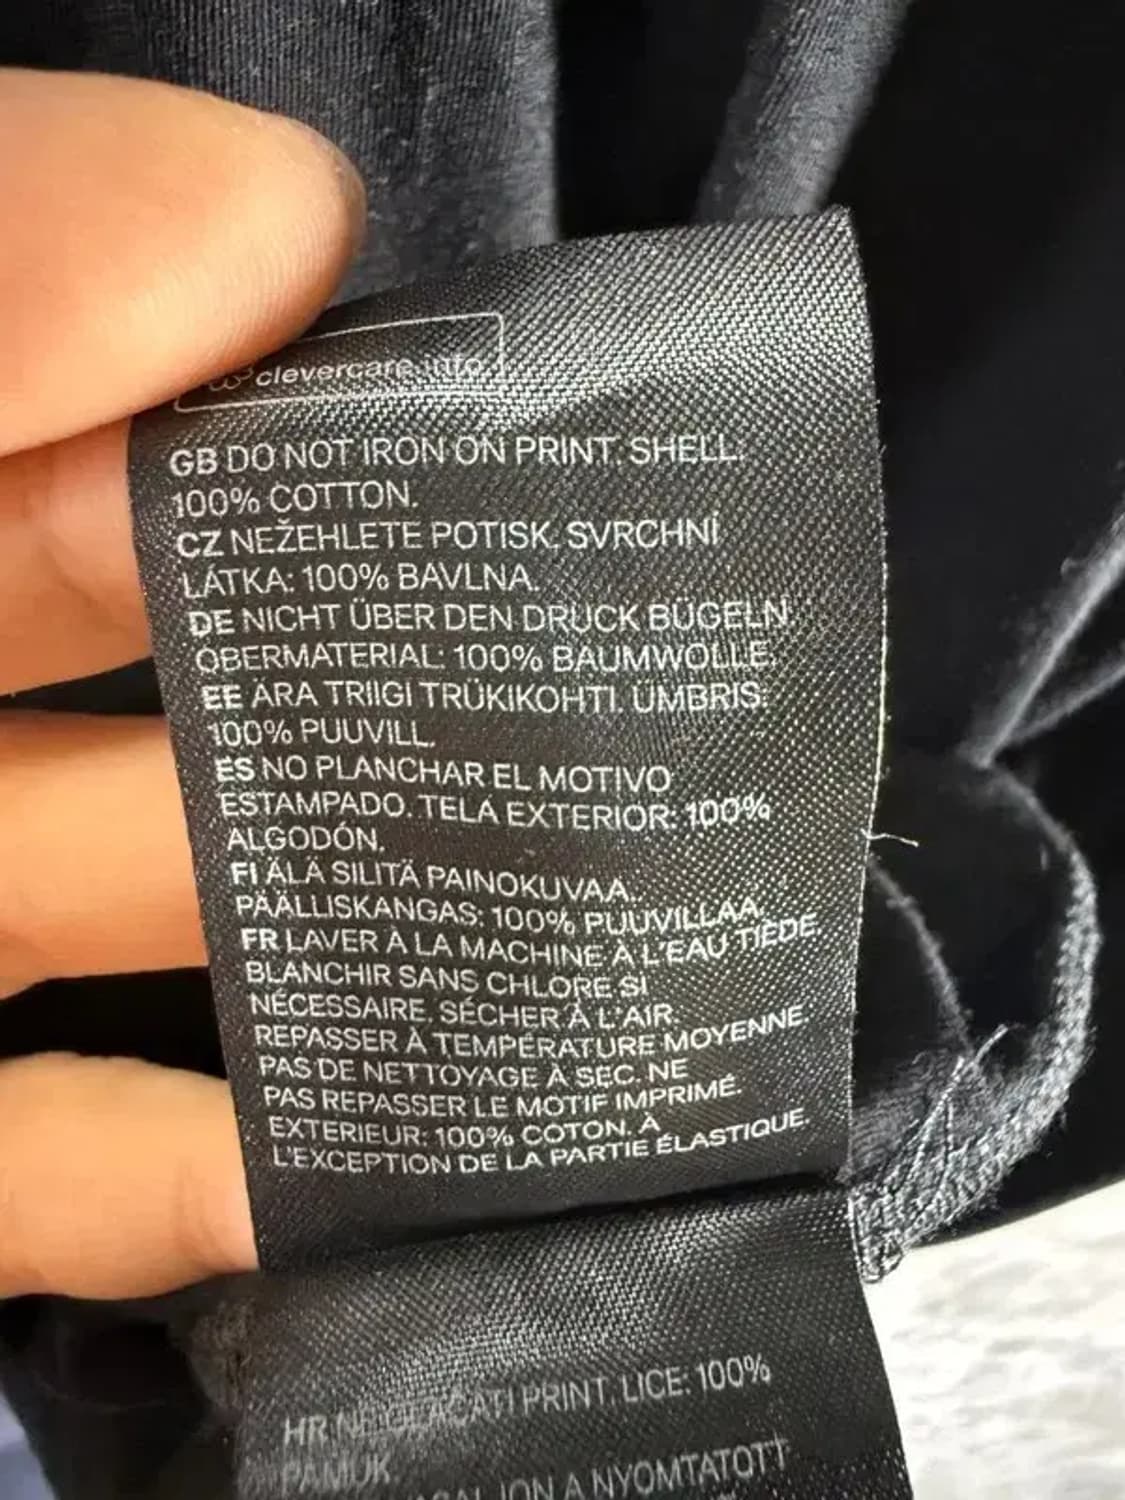 clevercare.info
GB DO NOT IRON ON PRINT. SHELL:
100% COTTON.
CZ NEŽEHLETE POTISK. SVRCHNÍ
LÁTKA: 100% BAVLNA.
DE NICHT ÜBER DEN DRUCK BÜGELN
OBERMATERIAL: 100% BAUMWOLLE.
EE ÄRA TRIIGI TRÜKIKOHTI. ÜMBRIS:
100% PUUVILL.
ES NO PLANCHAR EL MOTIVO
ESTAMPADO. TELA EXTERIOR: 100%
ALGODÓN.
FI ÄLÄ SILITÄ PAINOKUVAA.
PÄÄLLISKANGAS: 100% PUUVILLAA.
FR LAVER À LA MACHINE À L'EAU TIÈDE
BLANCHIR SANS CHLORE SI
NÉCESSAIRE. SÉCHER À L'AIR.
REPASSER À TEMPÉRATURE MOYENNE.
PAS DE NETTOYAGE À SEC. NE
PAS REPASSER LE MOTIF IMPRIMÉ.
EXTERIEUR: 100% COTON. À
L'EXCEPTION DE LA PARTIE ÉLASTIQUE.
HR PRINT. LICE: 100%
PAMUK.
A NYOMTATOTT